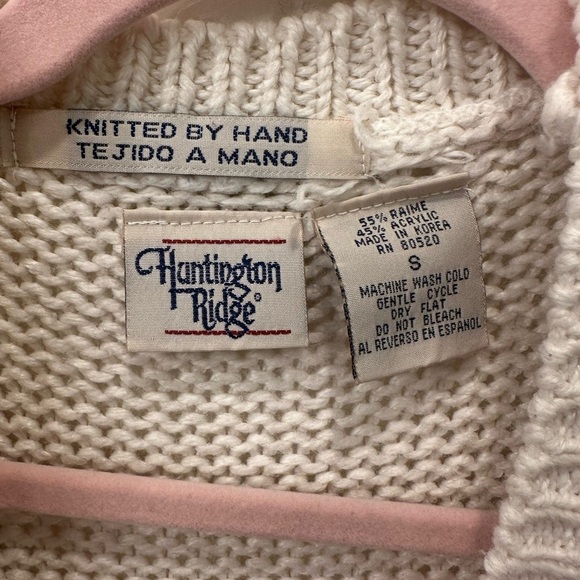 KNITTED BY HAND
TEJIDO A MANO
Huntington
Ridge®
55% RAIME
45% ACRYLIC
MADE IN KOREA
RN 80520
S
MACHINE WASH COLD
GENTLE CYCLE
DRY FLAT
DO NOT BLEACH
AL REVERSO EN ESPANOL